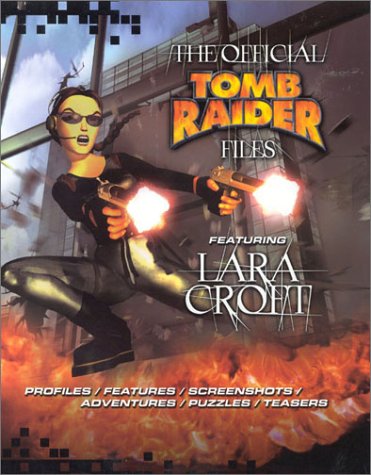 THE OFFICIAL
TOMB
RAIDER
FILES
FEATURING
LARA
CROFT
PROFILES / FEATURES / SCREENSHOTS /
ADVENTURES / PUZZLES / TEASERS